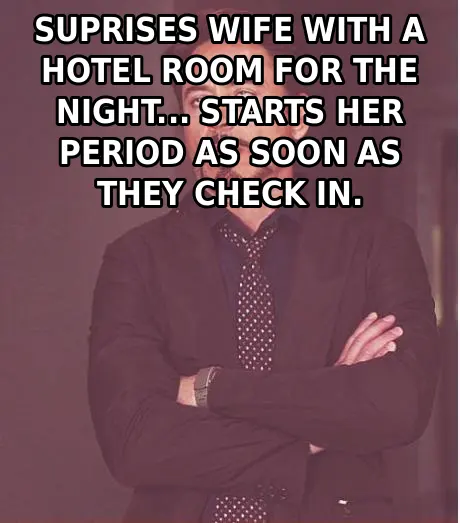 SUPRISES WIFE WITH A
HOTEL ROOM FOR THE
NIGHT... STARTS HER
PERIOD AS SOON AS
THEY CHECK IN.